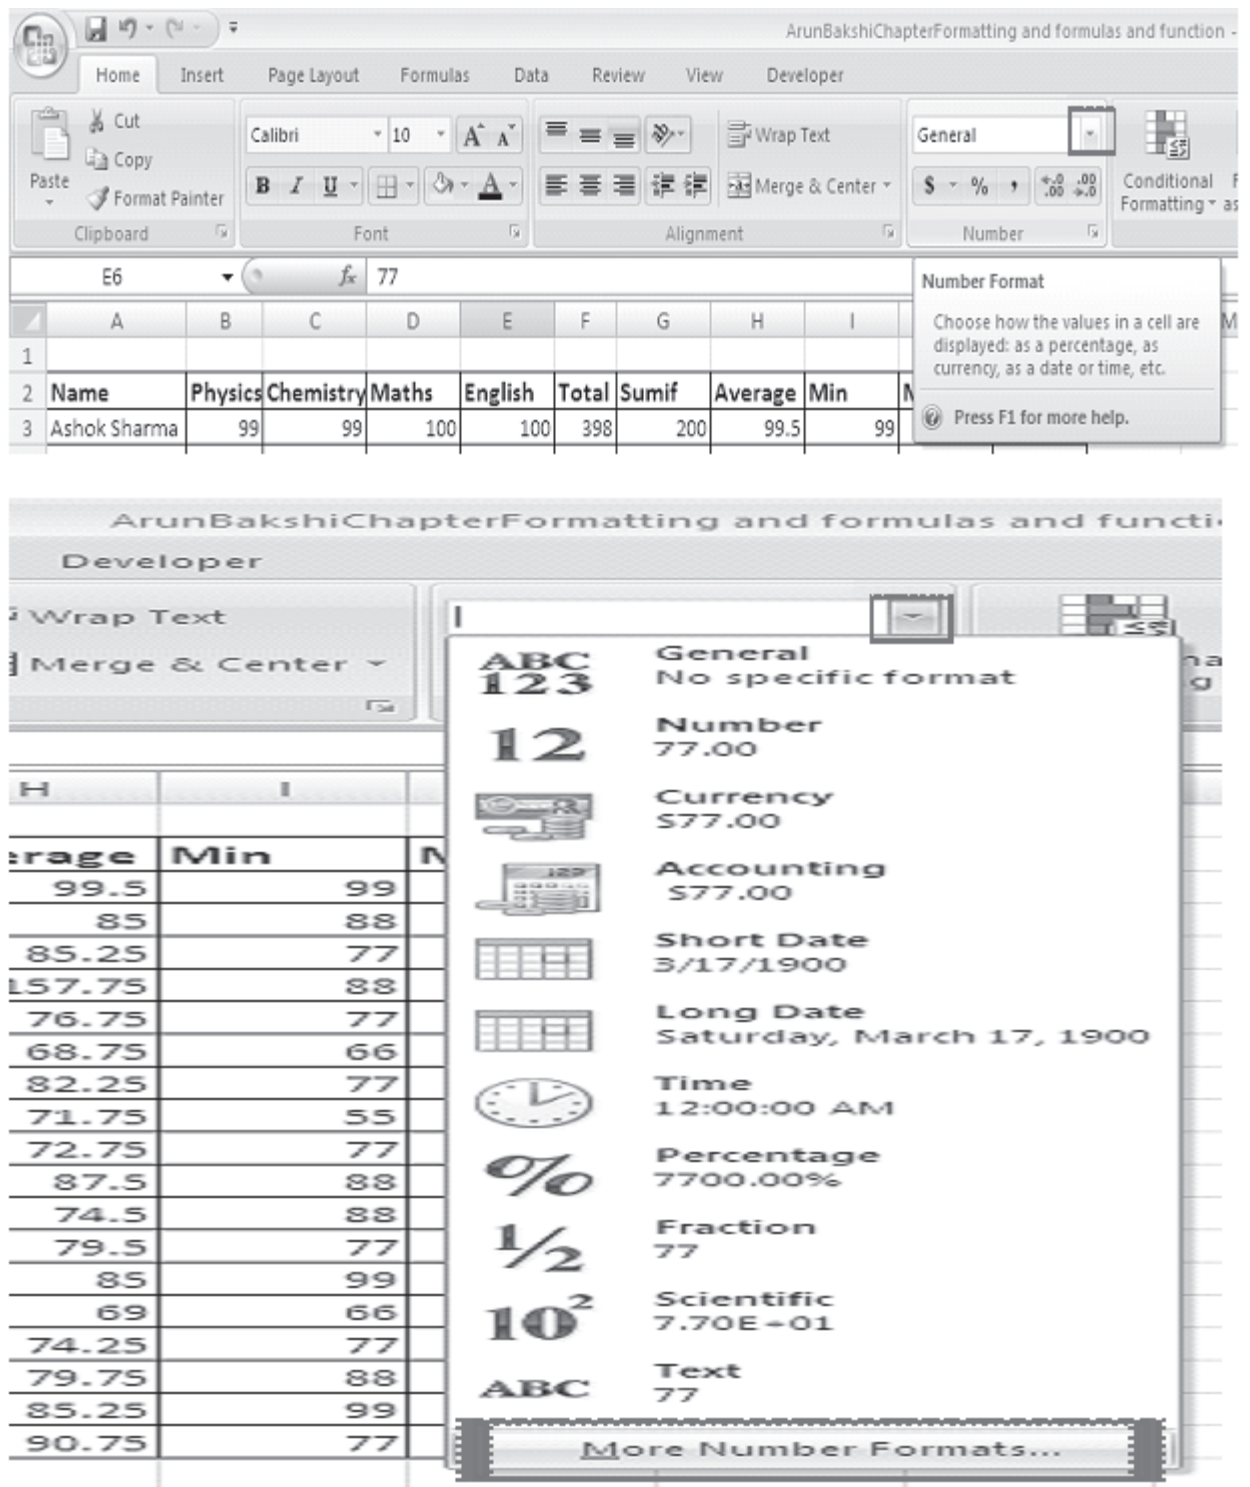 ArunBakshiChapterFormatting and formulas and function -
Home Insert Page Layout Formulas Data Review View Developer
Cut
Copy
Format Painter
Paste
Calibri 10 A A
B I U A
Wrap Text
Merge & Center
General
$ % , .0 .00 .00 .0
Conditional
Formatting as
Clipboard Font Alignment Number
E6 fx 77
Number Format
Choose how the values in a cell are
displayed: as a percentage, as
currency, as a date or time, etc.
Press F1 for more help.
A B C D E F G H I M
1
2 Name Physics Chemistry Maths English Total Sumif Average Min
3 Ashok Sharma 99 99 100 100 398 200 99.5 99
ArunBakshiChapterFormatting and formulas and functi
Developer
Wrap Text
Merge & Center
H I
erage Min
99.5 99
85 88
85.25 77
157.75 88
76.75 77
68.75 66
82.25 77
71.75 55
72.75 77
87.5 88
74.5 88
79.5 77
85 99
69 66
74.25 77
79.75 88
85.25 99
90.75 77
ABC
123
General
No specific format
12
Number
77.00
Currency
$77.00
Accounting
$77.00
Short Date
3/17/1900
Long Date
Saturday, March 17, 1900
Time
12:00:00 AM
%
Percentage
7700.00%
1/2
Fraction
77
10²
Scientific
7.70E+01
ABC
Text
77
More Number Formats...